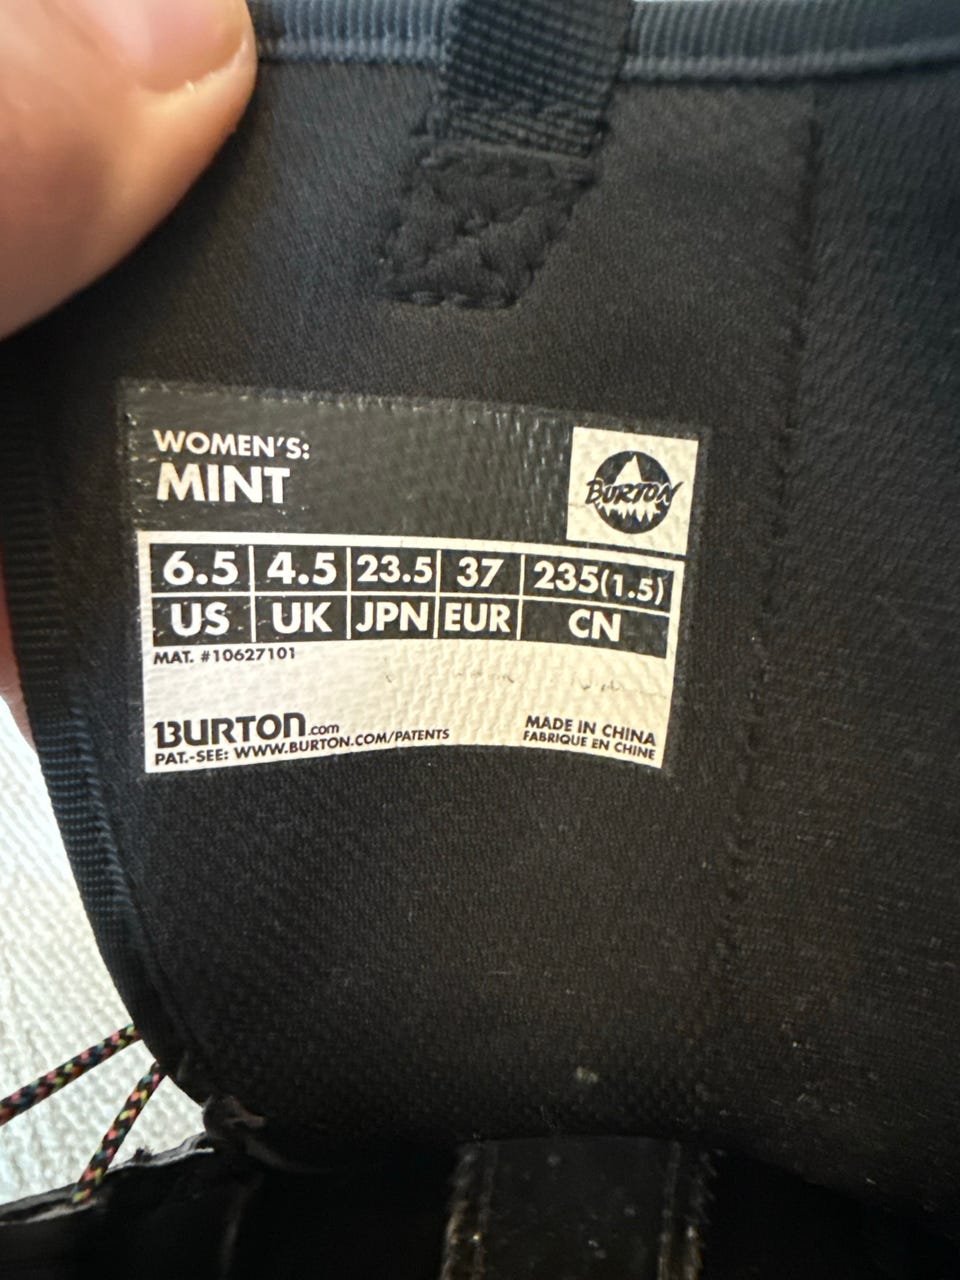 WOMEN'S:
MINT
BURTON
6.5 4.5 23.5 37 235(1.5)
US UK JPN EUR CN
MAT. #10627101
BURTON.com
PAT.-SEE: WWW.BURTON.COM/PATENTS
MADE IN CHINA
FABRIQUE EN CHINE